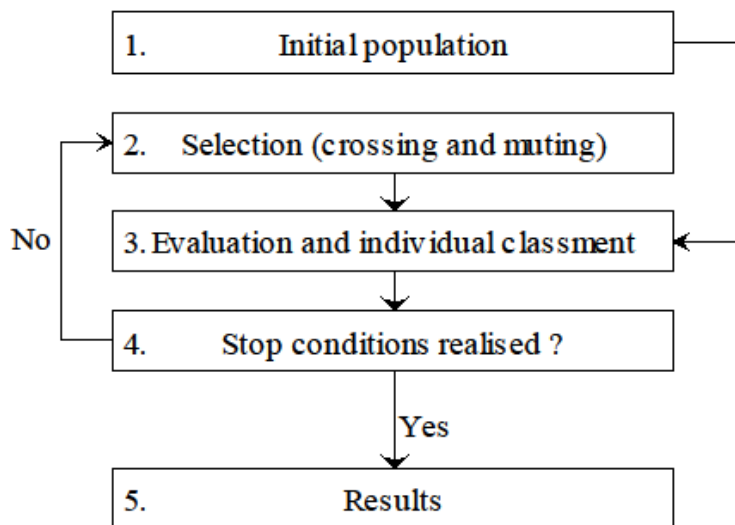 1. Initial population
2. Selection (crossing and muting)
No
3. Evaluation and individual classment
4. Stop conditions realised ?
Yes
5. Results